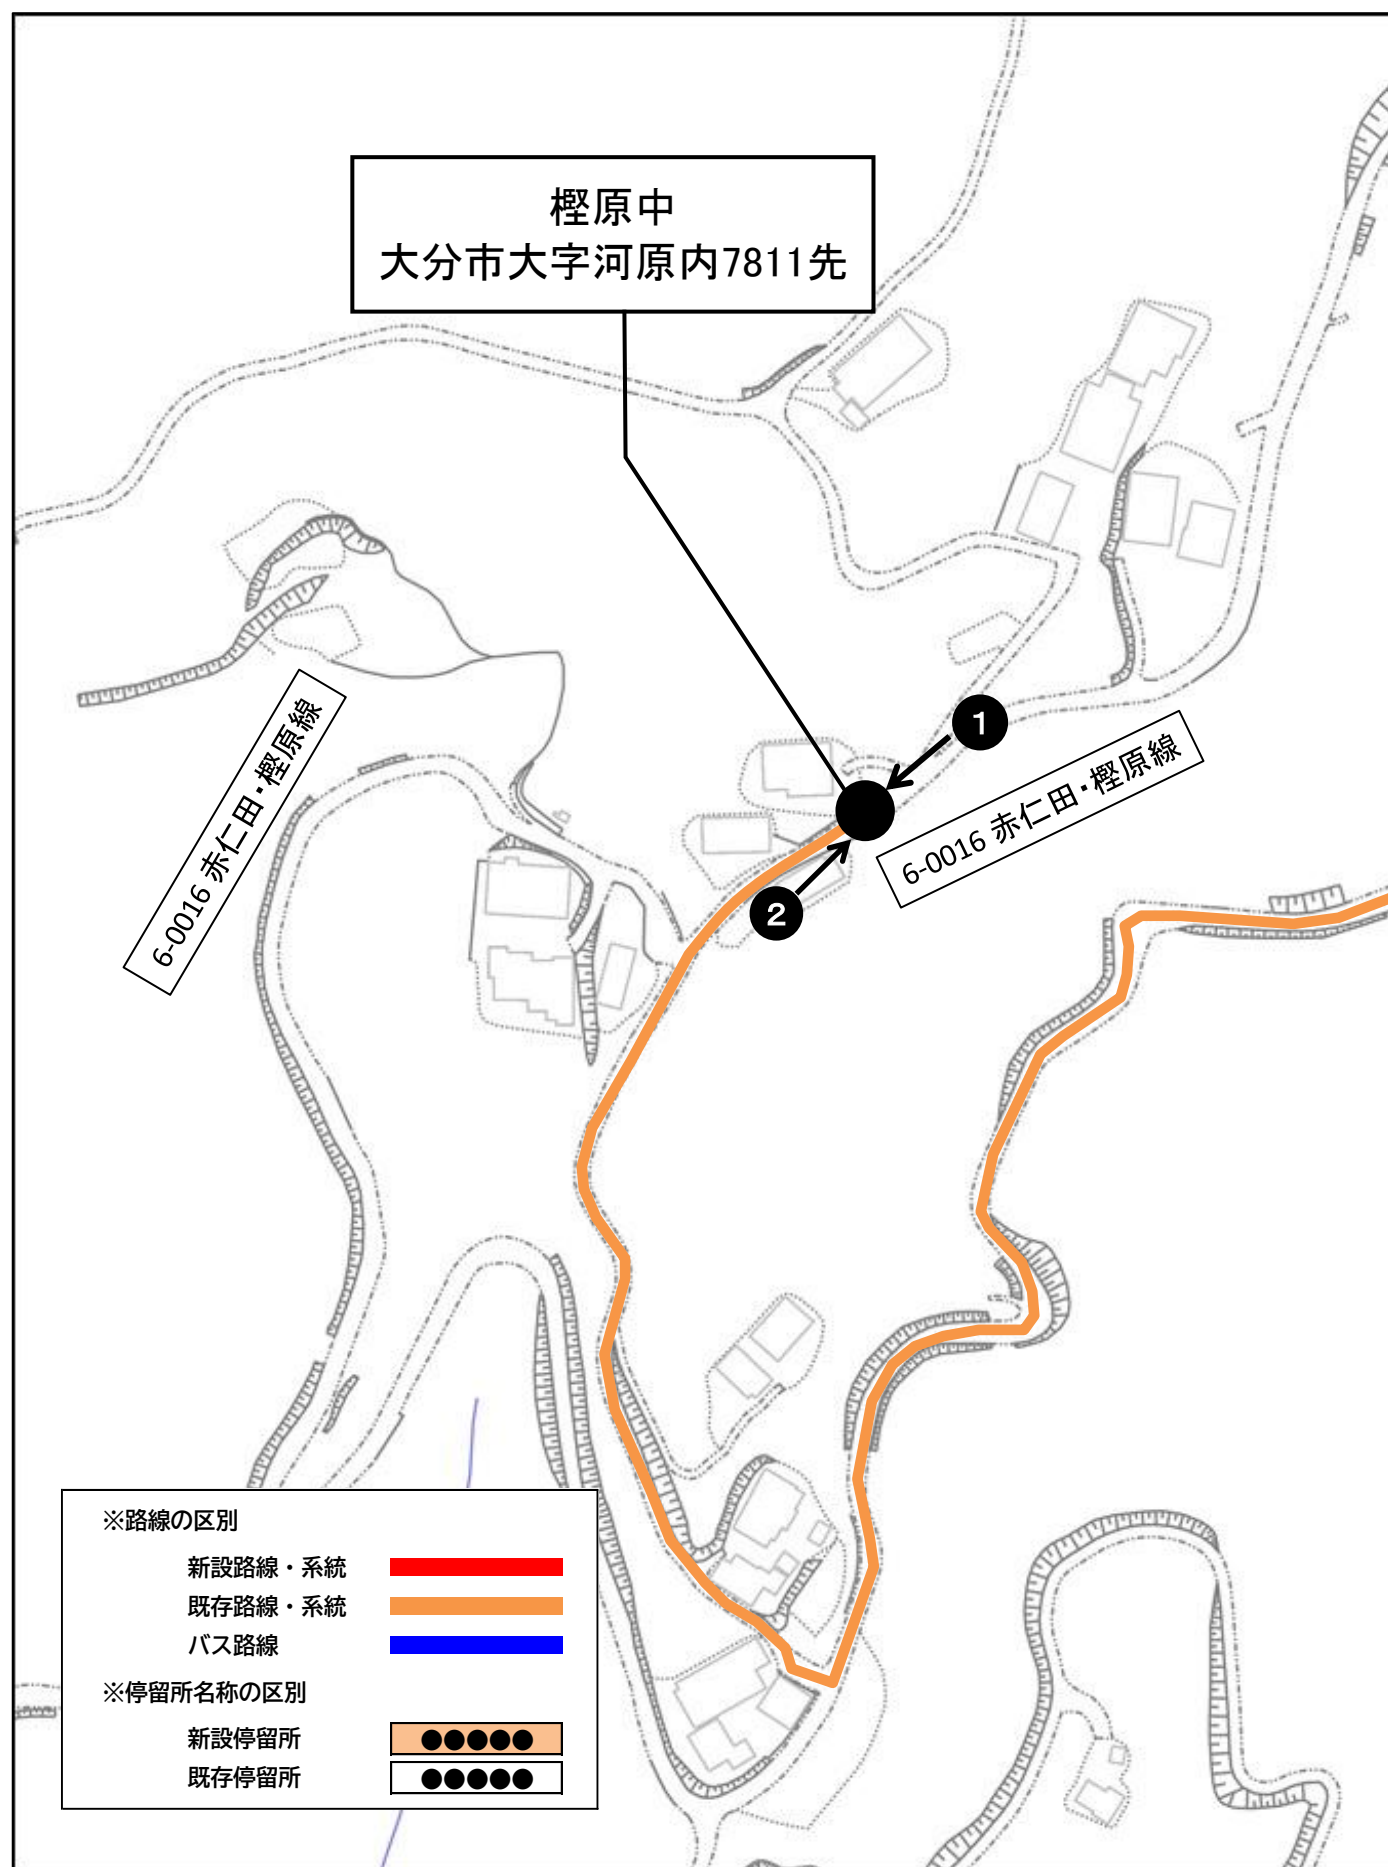 樫原中
大分市大字河原内7811先
6-0016 赤仁田・樫原線
1
6-0016 赤仁田・樫原線
2
※路線の区別
新設路線・系統
既存路線・系統
バス路線
※停留所名称の区別
新設停留所 ●●●●●
既存停留所 ●●●●●